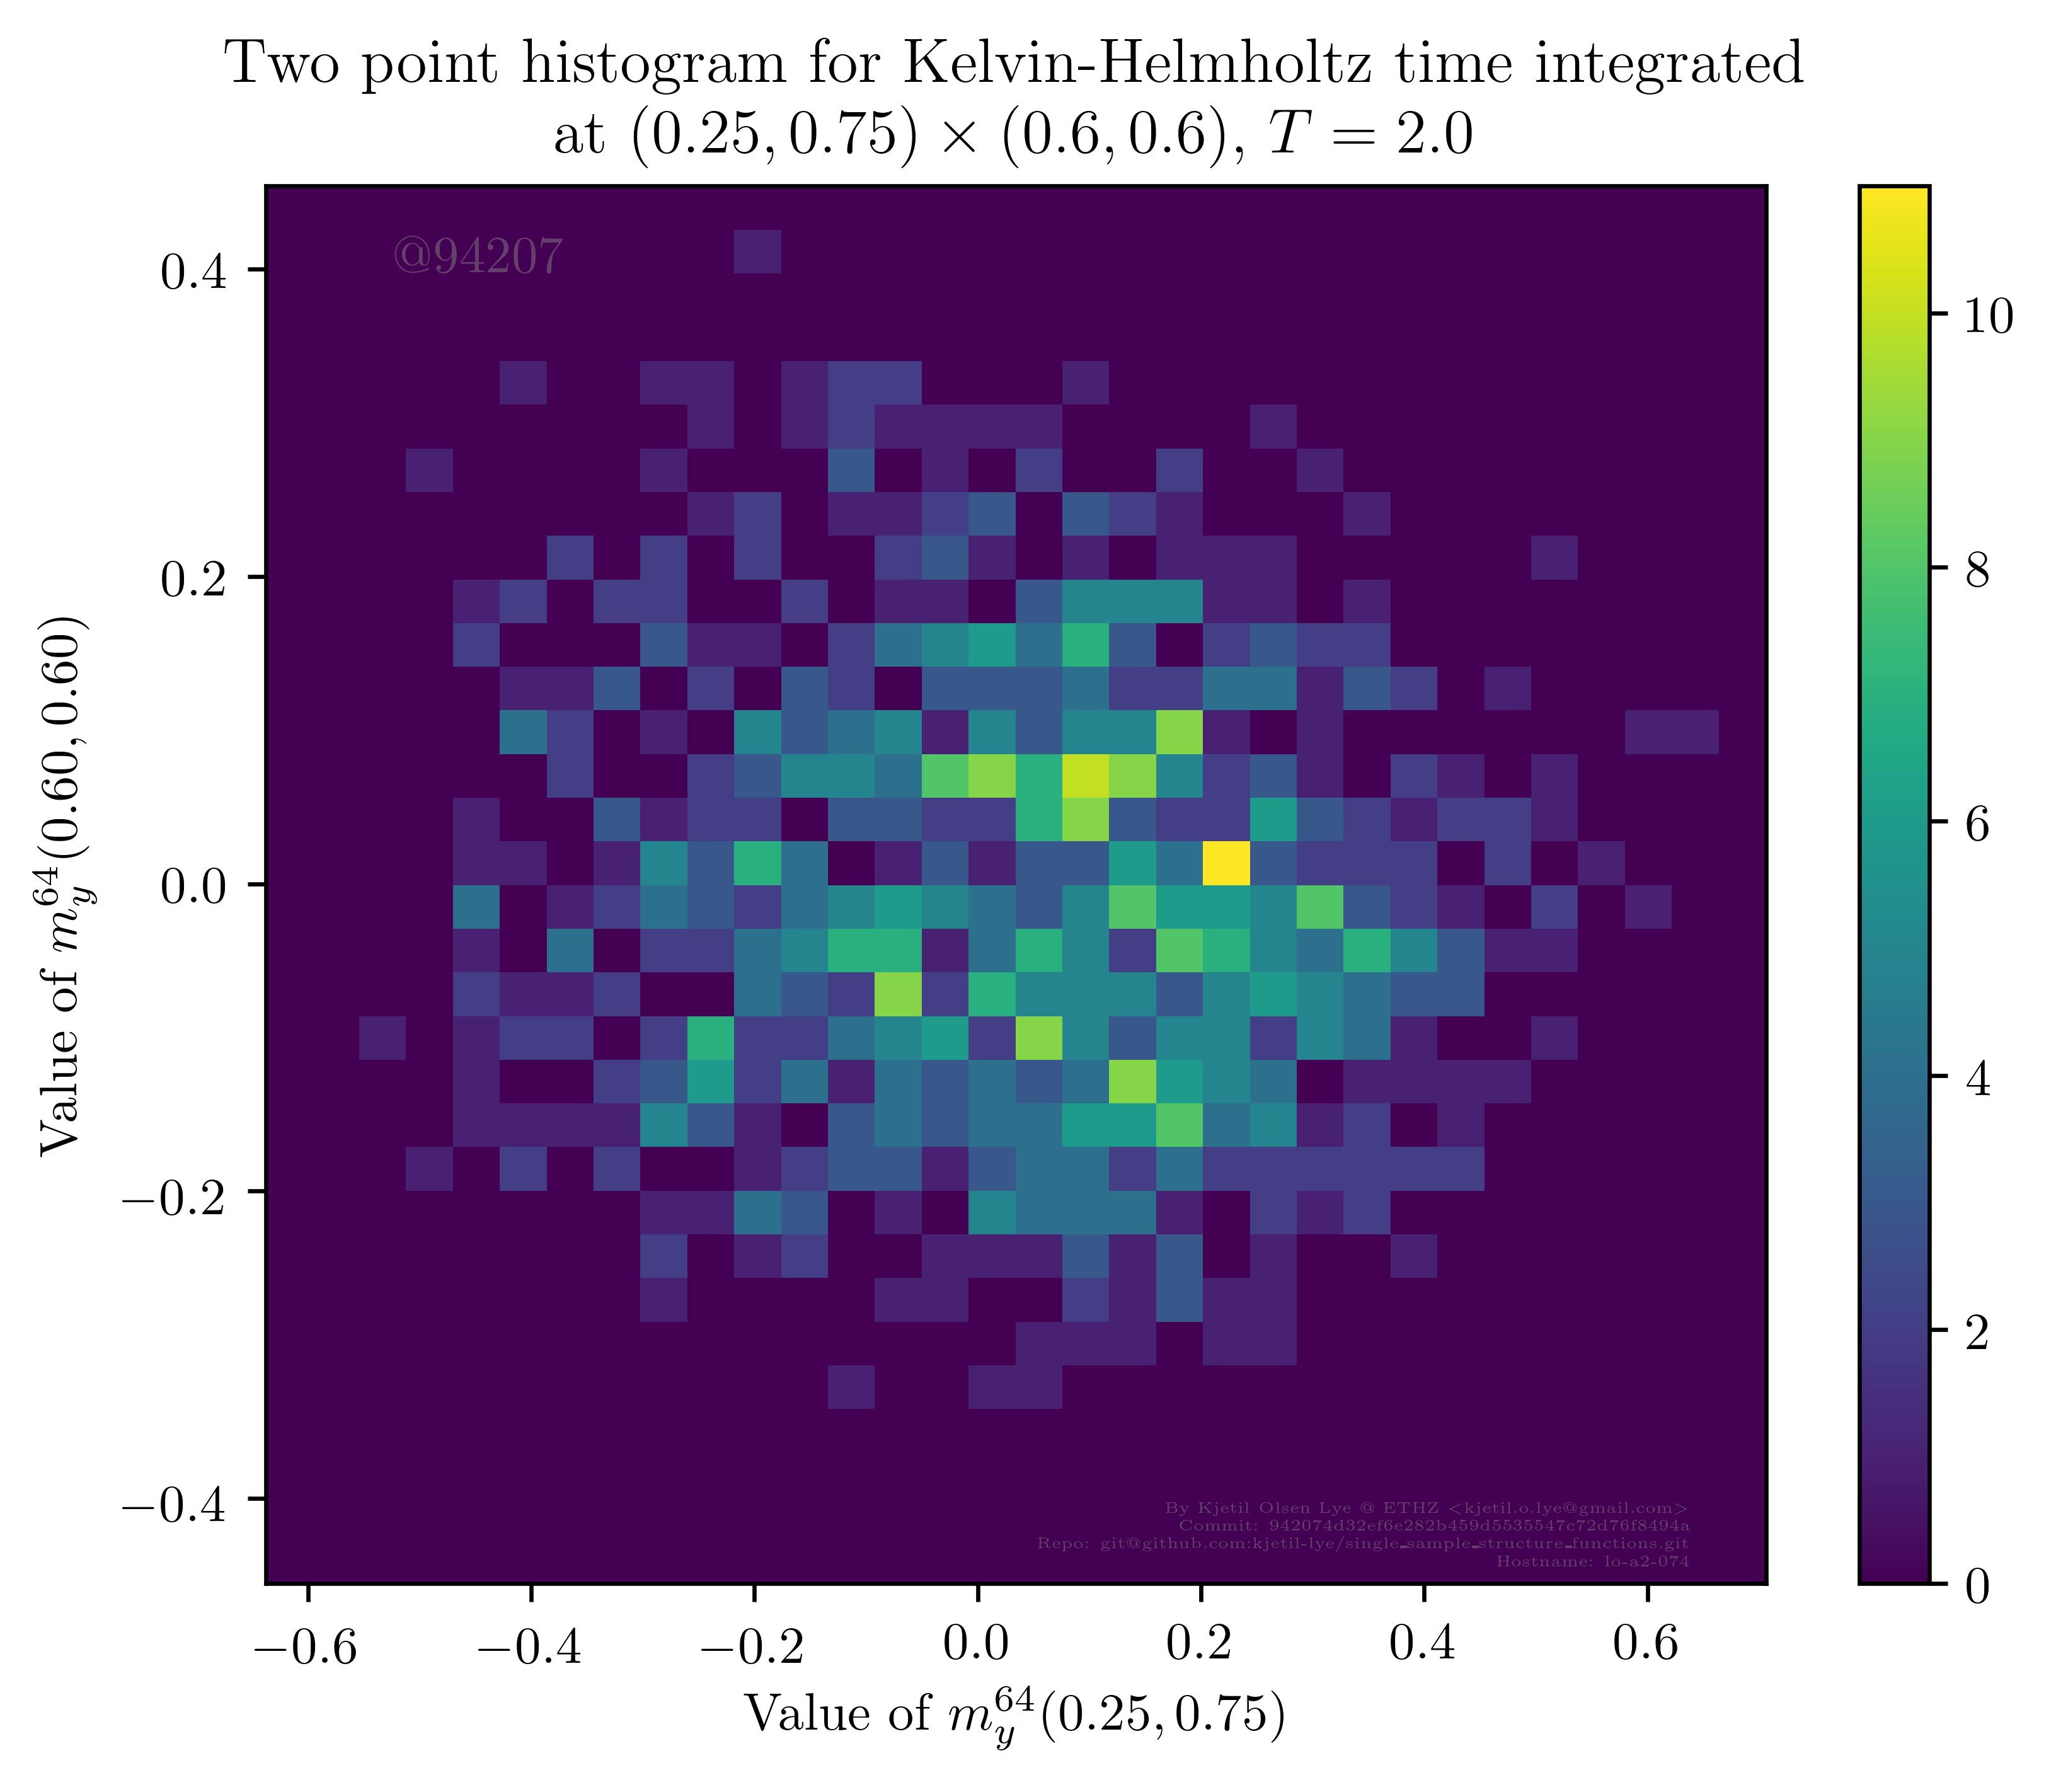 Two point histogram for Kelvin-Helmholtz time integrated
at (0.25, 0.75) × (0.6, 0.6), T = 2.0
@94207
0.4
0.2
0.0
−0.2
−0.4
Value of m_y^64(0.60, 0.60)
10
8
6
4
2
0
By Kjetil Olsen Lye @ ETHZ <kjetil.o.lye@gmail.com>
Commit: 942074d32ef6e282b459d5535547c72d76f8494a
Repo: git@github.com:kjetil-lye/single_sample_structure_functions.git
Hostname: lo-a2-074
−0.6 −0.4 −0.2 0.0 0.2 0.4 0.6
Value of m_y^64(0.25, 0.75)